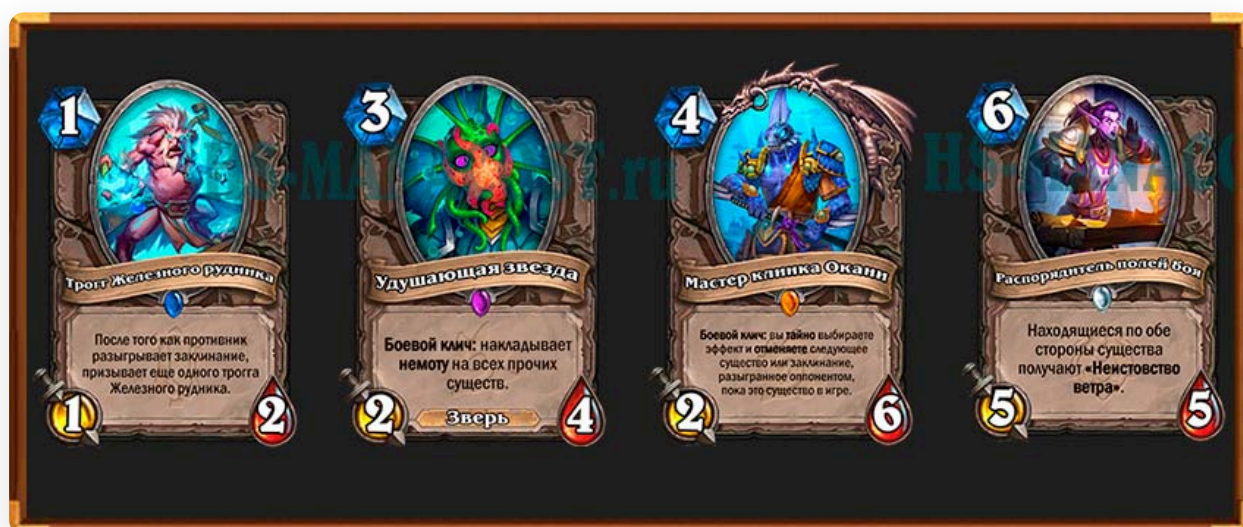 1
Трогг Железного рудника
После того как противник
разыгрывает заклинание,
призывает еще одного трогга
Железного рудника.
1
2
3
Удушающая звезда
Боевой клич: накладывает
немоту на всех прочих
существ.
Зверь
2
4
4
Мастер клинка Окани
Боевой клич: вы тайно выбираете
эффект и отменяете следующее
существо или заклинание,
разыгранное оппонентом,
пока это существо в игре.
2
6
6
Распорядитель полей боя
Находящиеся по обе
стороны существа
получают «Неистовство
ветра».
5
5